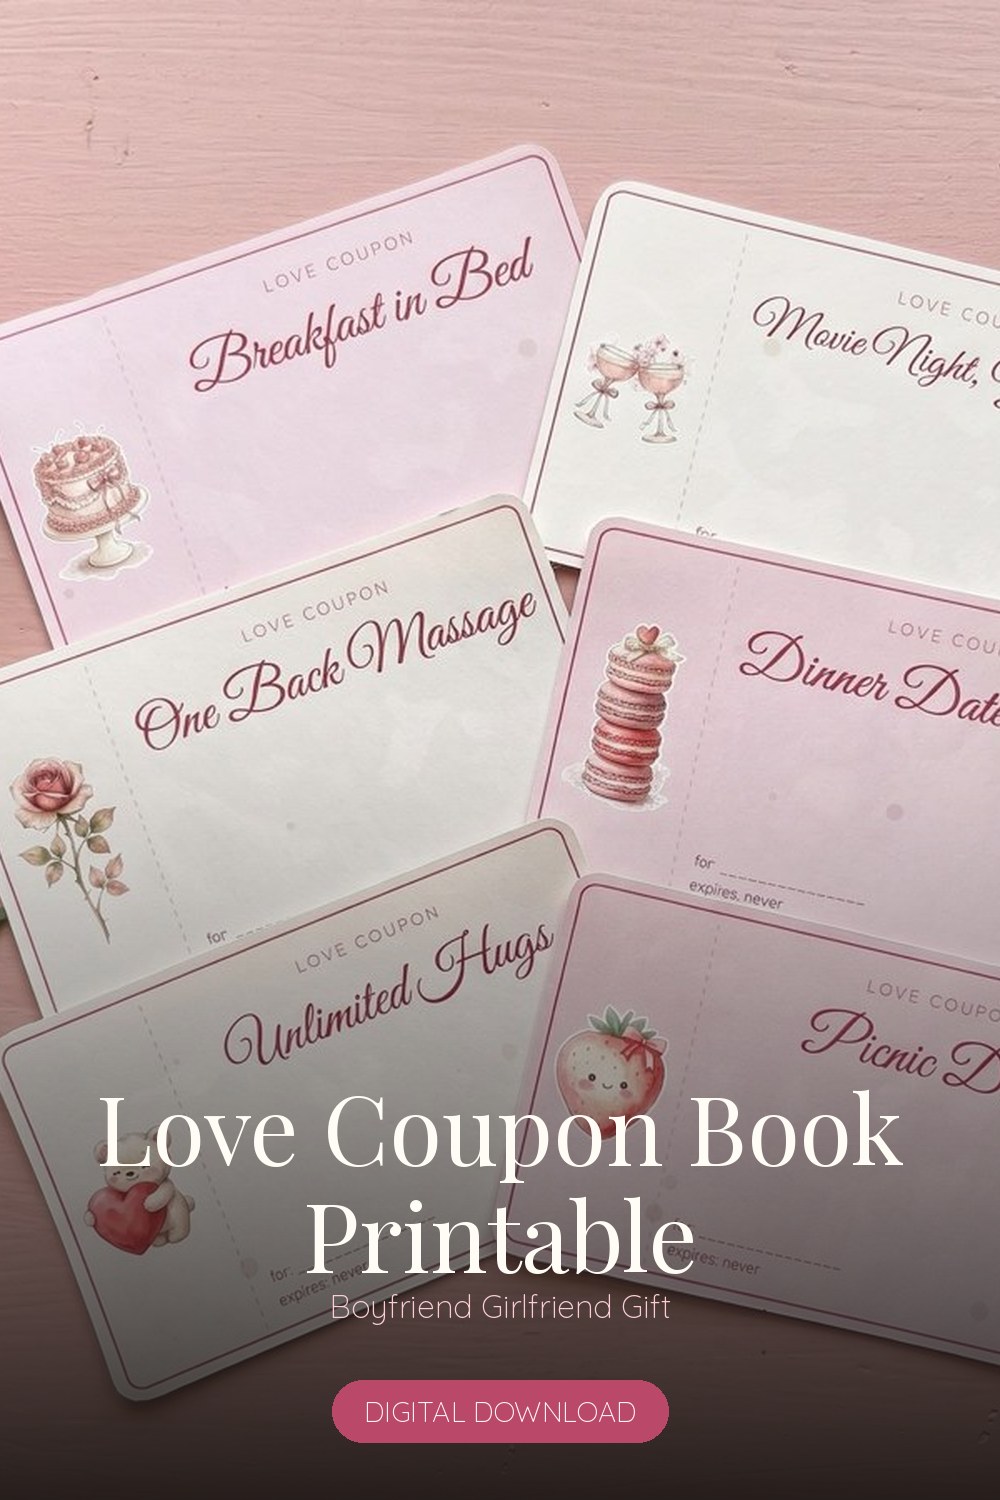 LOVE COUPON
Breakfast in Bed
LOVE COU
Movie Night,
for
LOVE COUPON
One Back Massage
for
LOVE COU
Dinner Date
for
expires, never
LOVE COUPON
Unlimited Hugs
for:
expires: never
LOVE COUPO
Picnic D
for:
expires: never
Love Coupon Book
Printable
Boyfriend Girlfriend Gift
DIGITAL DOWNLOAD